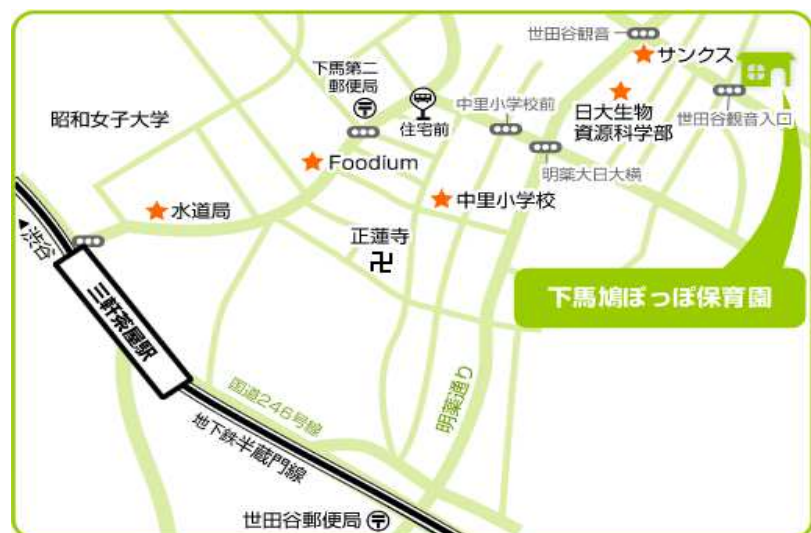 世田谷観音
サンクス
下馬第二
郵便局
〒
住宅前
中里小学校前
日大生物
資源科学部
世田谷観音入口
昭和女子大学
Foodium
明薬大日大横
水道局
中里小学校
正蓮寺
卍
▲渋谷
三軒茶屋駅
下馬鳩ぽっぽ保育園
明薬通り
国道246号線
地下鉄半蔵門線
世田谷郵便局〒